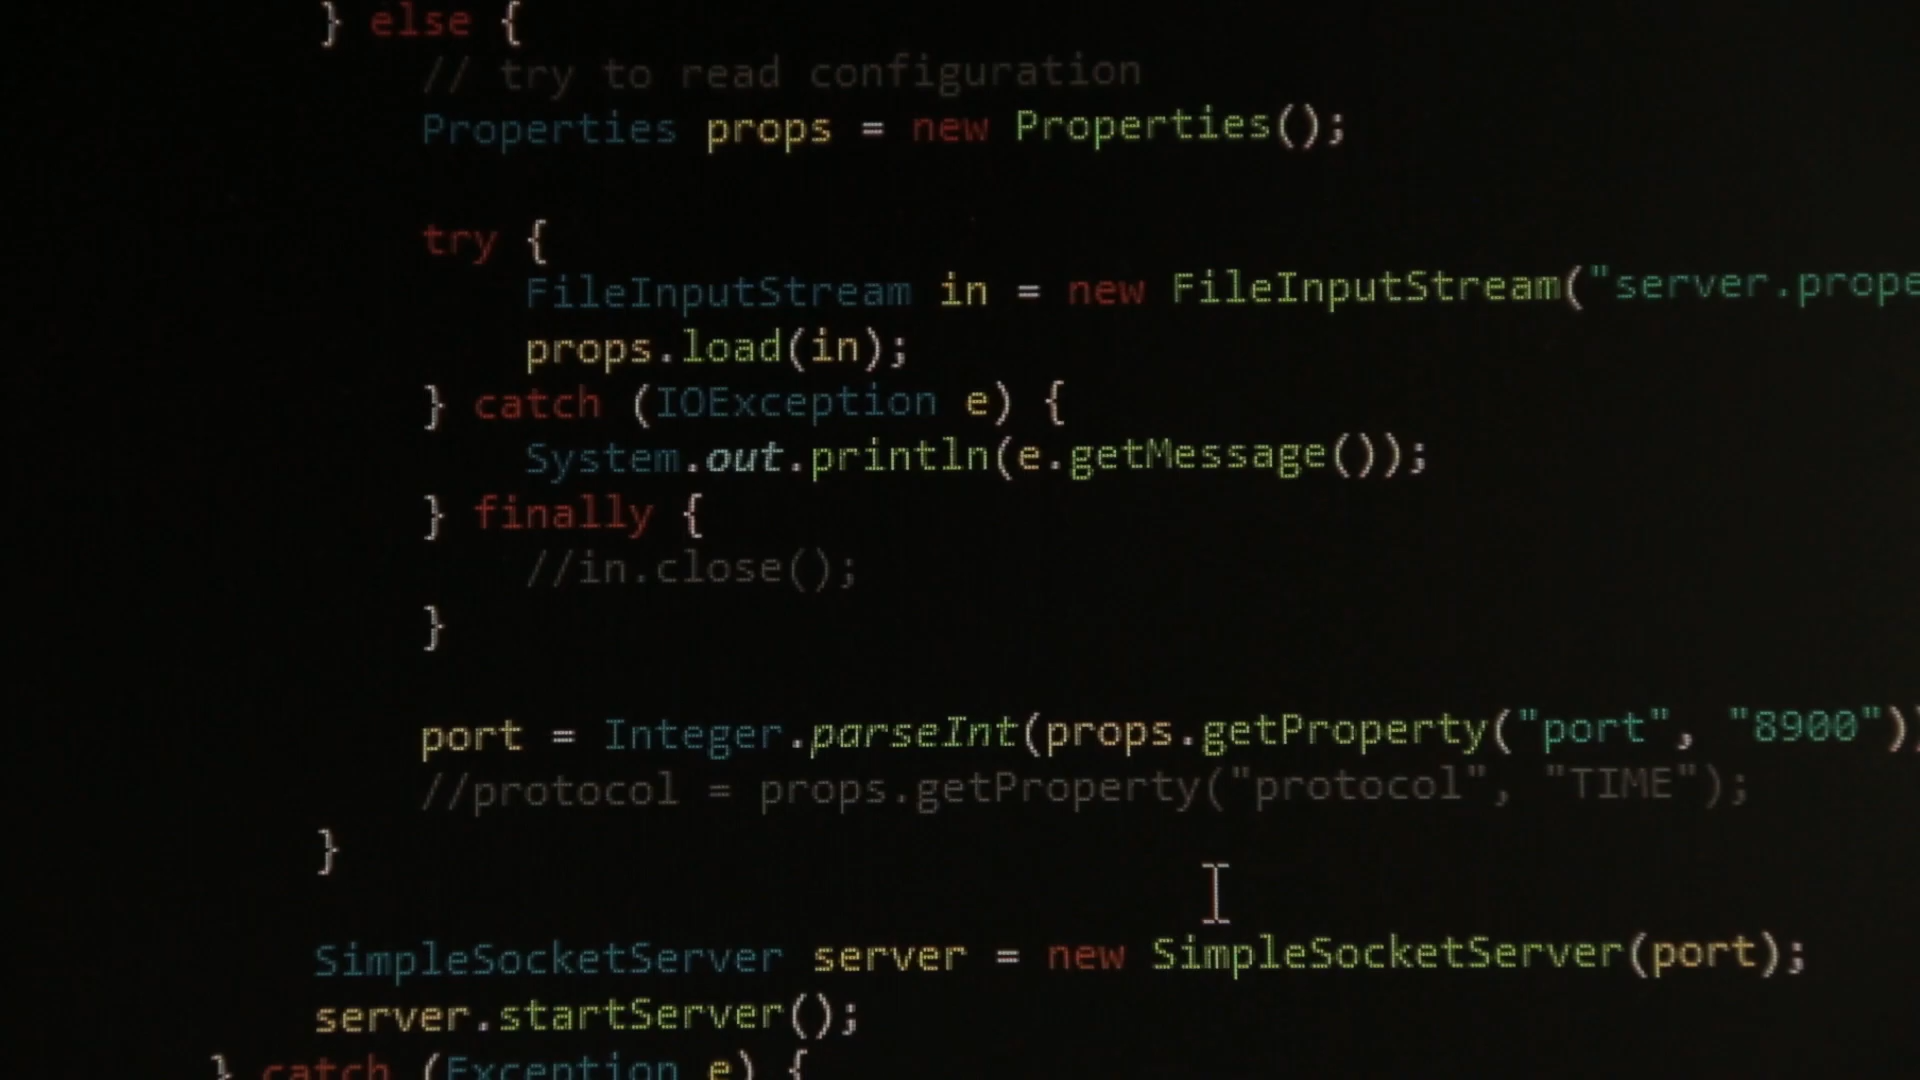 } else {
// try to read configuration
Properties props = new Properties();
try {
FileInputStream in = new FileInputStream("server.prope
props.load(in);
} catch (IOException e) {
System.out.println(e.getMessage());
} finally {
//in.close();
}
port = Integer.parseInt(props.getProperty("port", "8900"))
//protocol = props.getProperty("protocol", "TIME");
}
SimpleSocketServer server = new SimpleSocketServer(port);
server.startServer();
} catch (Exception e) {